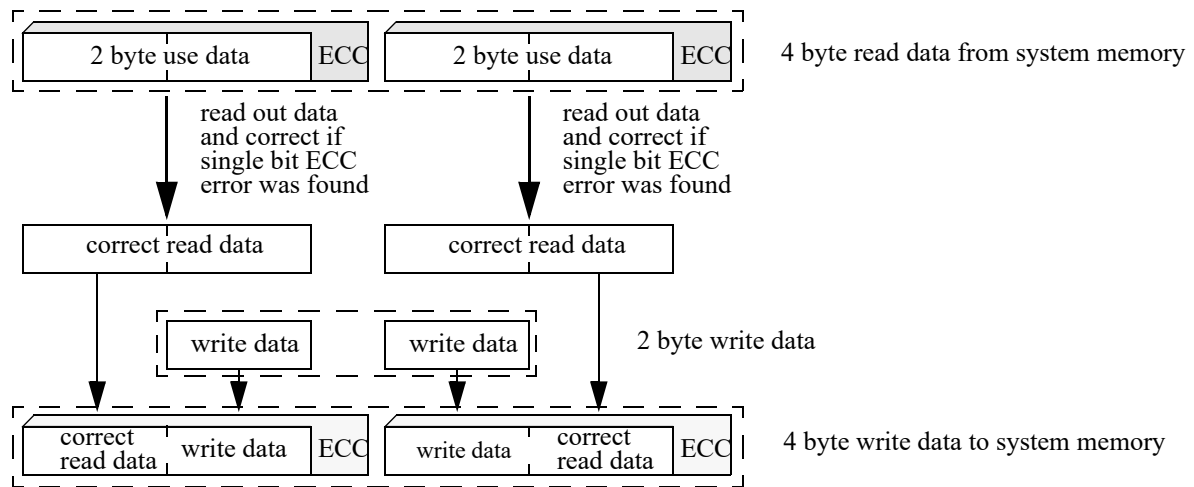 2 byte use data
ECC
2 byte use data
ECC
4 byte read data from system memory
read out data
and correct if
single bit ECC
error was found
read out data
and correct if
single bit ECC
error was found
correct read data
correct read data
write data
write data
2 byte write data
correct
read data
write data
ECC
write data
correct
read data
ECC
4 byte write data to system memory